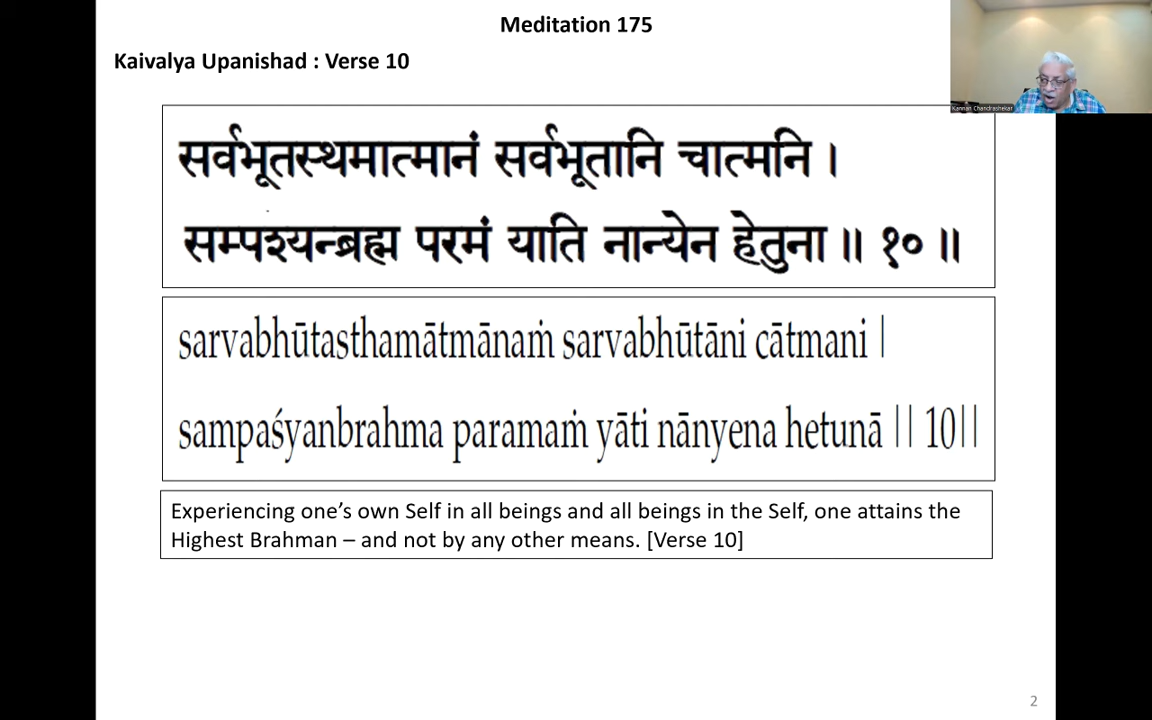 Meditation 175
Kaivalya Upanishad : Verse 10
Kannan Chandrashekar
सर्वभूतस्थमात्मानं सर्वभूतानि चात्मनि ।
सम्पश्यन्ब्रह्म परमं याति नान्येन हेतुना ॥ १० ॥
sarvabhūtasthamātmānaṁ sarvabhūtāni cātmani |
sampaśyanbrahma paramaṁ yāti nānyena hetunā || 10||
Experiencing one’s own Self in all beings and all beings in the Self, one attains the
Highest Brahman – and not by any other means. [Verse 10]
2